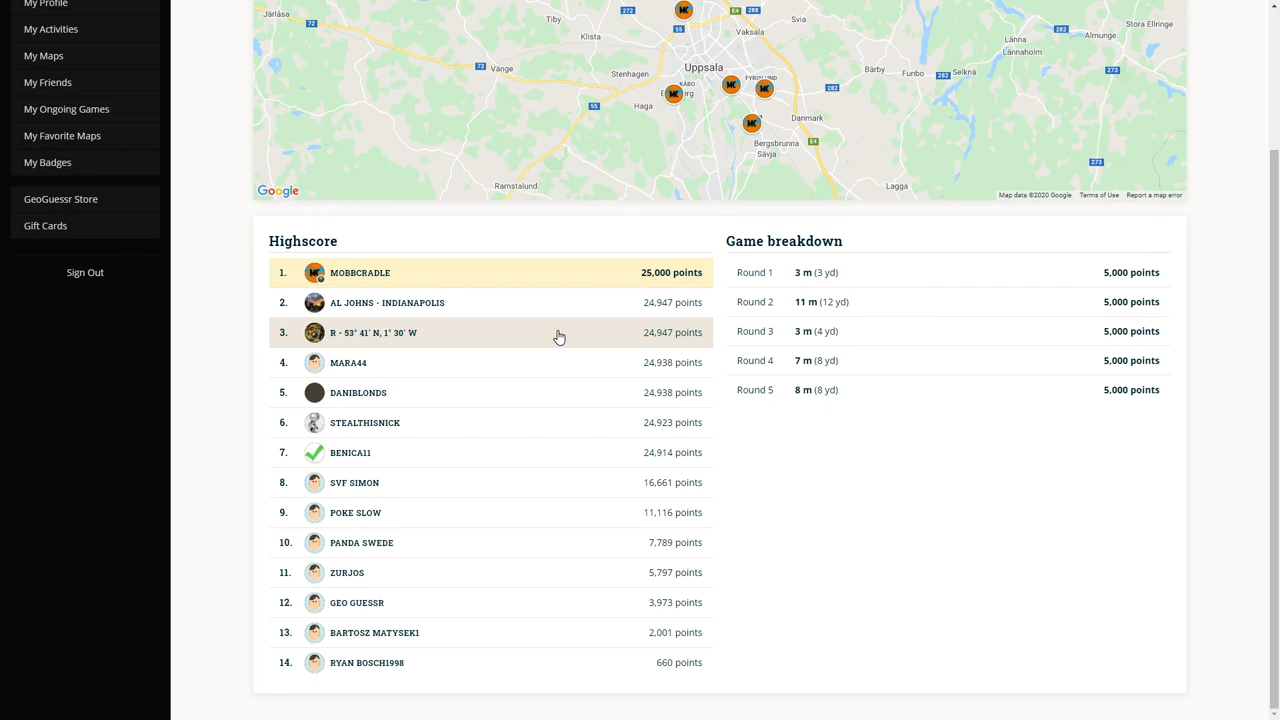 My Profile
My Activities
My Maps
My Friends
My Ongoing Games
My Favorite Maps
My Badges
GeoGuessr Store
Gift Cards
Sign Out
Järlåsa
72
Tiby
272
Klista
55
E4
288
Svia
Vaksala
282
Länna
Lännaholm
Almunge
Stora Ellringe
72
Vänge
Stenhagen
Uppsala
Bärby
Funbo
282
Selknä
273
55
Haga
282
Danmark
E4
Bergsbrunna
Sävja
273
Ramstalund
Lagga
Google
Map data ©2020 Google
Terms of Use
Report a map error
Highscore
1. MOBBCRADLE 25,000 points
2. AL JOHNS - INDIANAPOLIS 24,947 points
3. R - 53° 41' N, 1° 30' W 24,947 points
4. MARA44 24,938 points
5. DANIBLONDS 24,938 points
6. STEALTHISNICK 24,923 points
7. BENICA11 24,914 points
8. SVF SIMON 16,661 points
9. POKE SLOW 11,116 points
10. PANDA SWEDE 7,789 points
11. ZURJOS 5,797 points
12. GEO GUESSR 3,973 points
13. BARTOSZ MATYSEK1 2,001 points
14. RYAN BOSCH1998 660 points
Game breakdown
Round 1 3 m (3 yd) 5,000 points
Round 2 11 m (12 yd) 5,000 points
Round 3 3 m (4 yd) 5,000 points
Round 4 7 m (8 yd) 5,000 points
Round 5 8 m (8 yd) 5,000 points